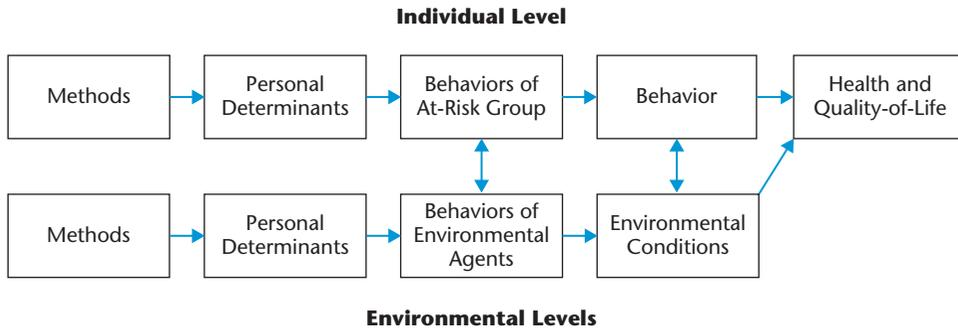 Individual Level
Methods
Personal
Determinants
Behaviors of
At-Risk Group
Behavior
Health and
Quality-of-Life
Methods
Personal
Determinants
Behaviors of
Environmental
Agents
Environmental
Conditions
Environmental Levels